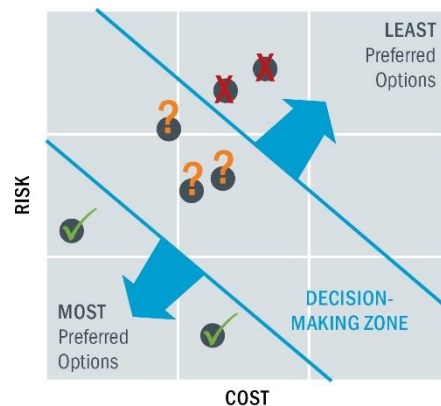 LEAST
Preferred
Options
X
X
?
?
?
RISK
DECISION-
MAKING ZONE
MOST
Preferred
Options
COST